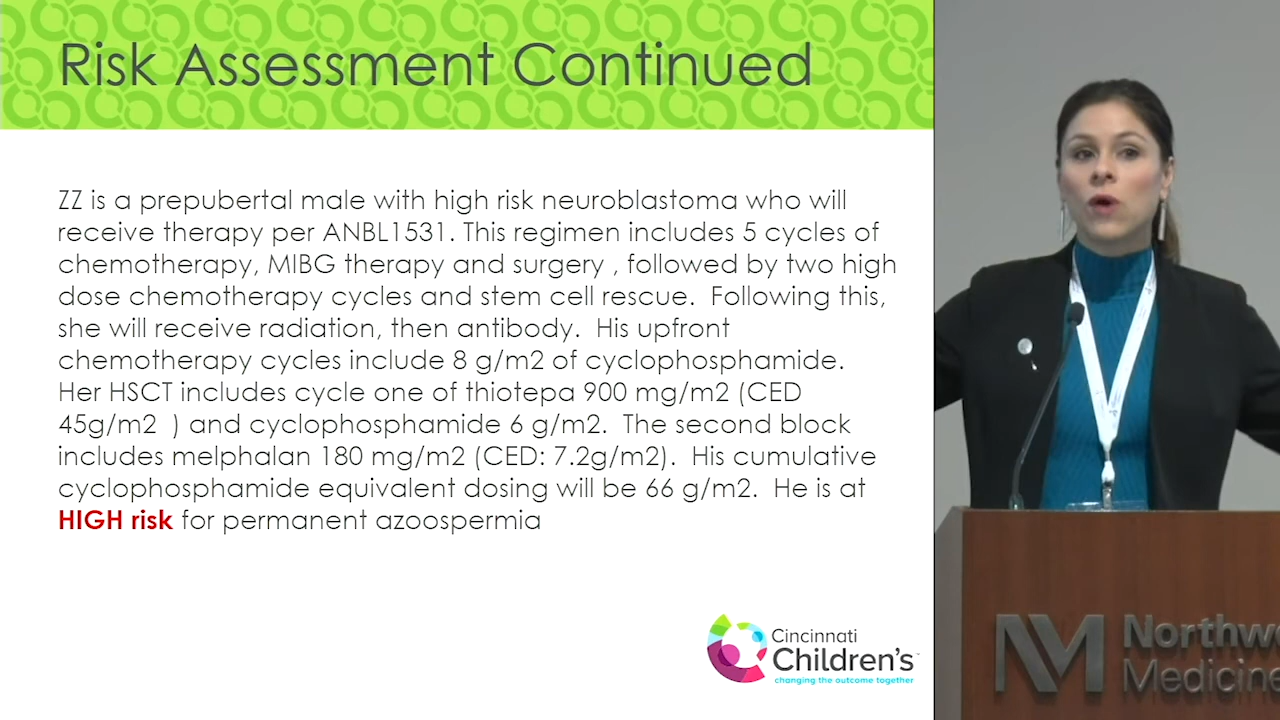 Risk Assessment Continued
ZZ is a prepubertal male with high risk neuroblastoma who will
receive therapy per ANBL1531. This regimen includes 5 cycles of
chemotherapy, MIBG therapy and surgery , followed by two high
dose chemotherapy cycles and stem cell rescue.  Following this,
she will receive radiation, then antibody.  His upfront
chemotherapy cycles include 8 g/m2 of cyclophosphamide.
Her HSCT includes cycle one of thiotepa 900 mg/m2 (CED
45g/m2  ) and cyclophosphamide 6 g/m2.  The second block
includes melphalan 180 mg/m2 (CED: 7.2g/m2).  His cumulative
cyclophosphamide equivalent dosing will be 66 g/m2.  He is at
HIGH risk for permanent azoospermia
Cincinnati
Children's
changing the outcome together
NM
Northw
Medicine